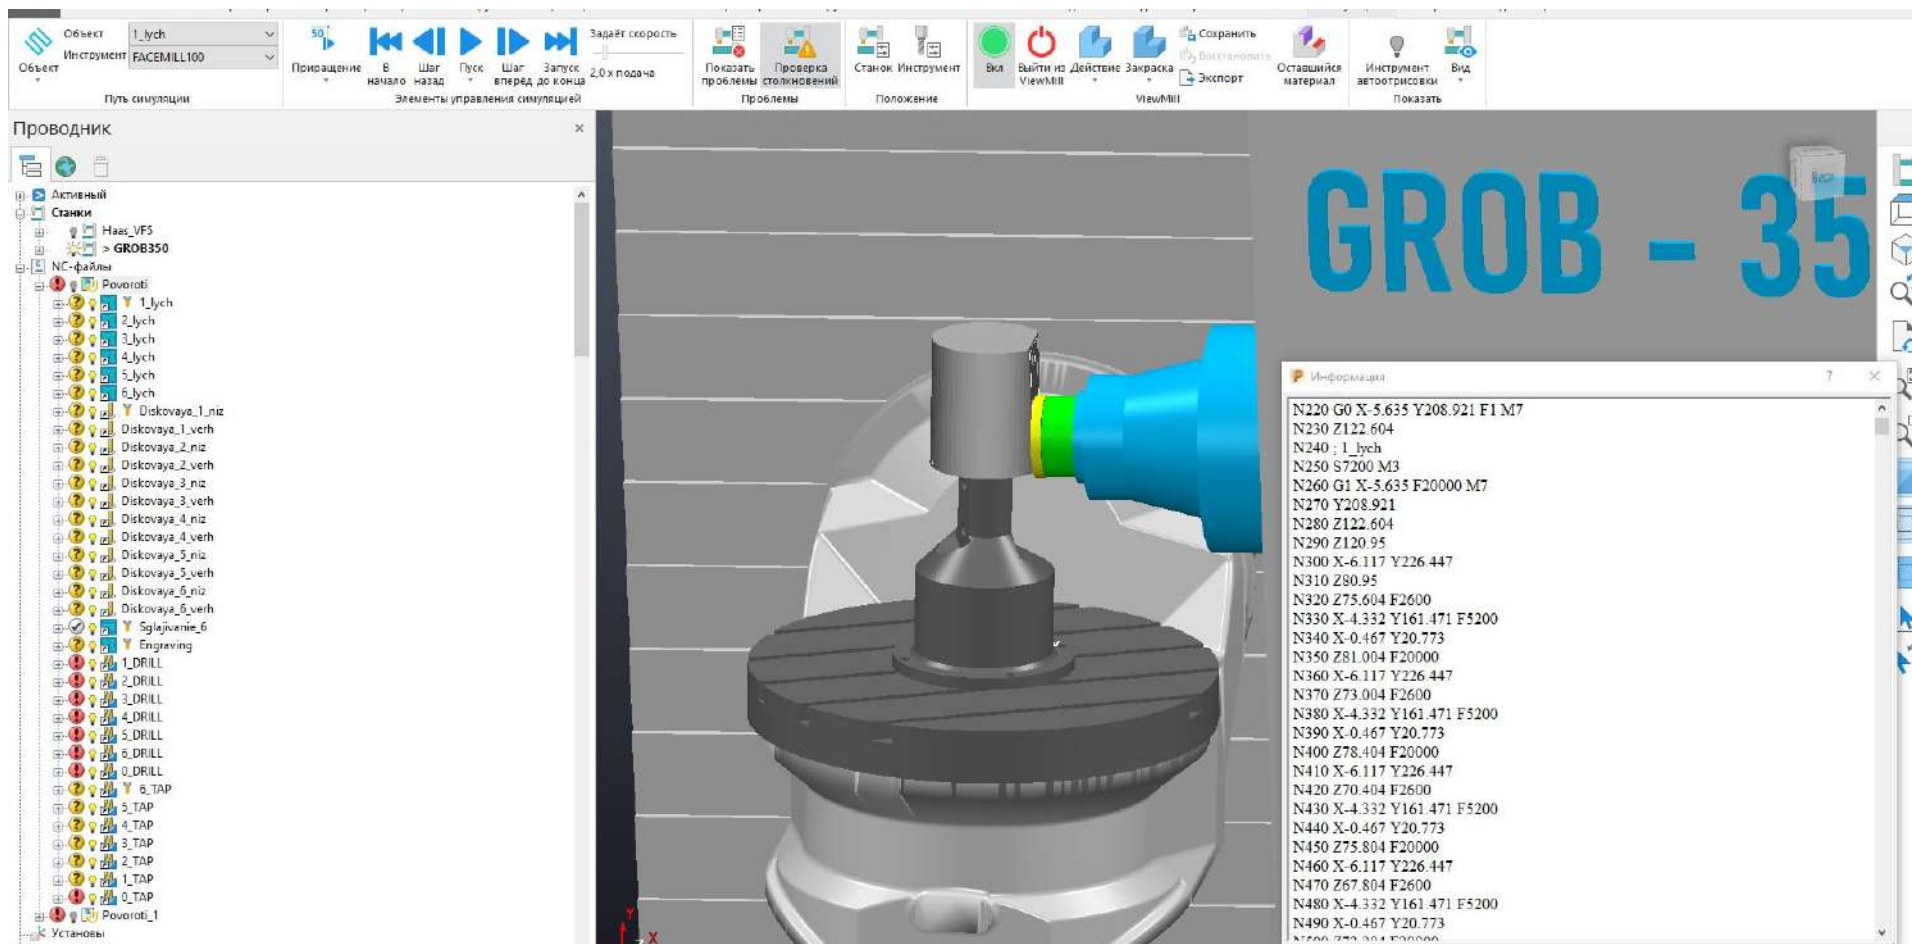 Объект 1_lych
Инструмент FACEMILL100
Объект
Путь симуляции
50
Приращение
В начало
Шаг назад
Пуск
Шаг вперёд
Запуск до конца
Задаёт скорость
2,0 x подача
Элементы управления симуляцией
Показать проблемы
Проверка столкновений
Проблемы
Станок Инструмент
Положение
Вкл
Выйти из ViewMill
Действие
Закраска
Сохранить
Восстановить
Экспорт
Оставшийся материал
ViewMill
Инструмент автоотрисовки
Вид
Показать
Проводник
Активный
Станки
Haas_VF5
> GROB350
NC-файлы
Povoroti
1_lych
2_lych
3_lych
4_lych
5_lych
6_lych
Diskovaya_1_niz
Diskovaya_1_verh
Diskovaya_2_niz
Diskovaya_2_verh
Diskovaya_3_niz
Diskovaya_3_verh
Diskovaya_4_niz
Diskovaya_4_verh
Diskovaya_5_niz
Diskovaya_5_verh
Diskovaya_6_niz
Diskovaya_6_verh
Sglajivanie_6
Engraving
1_DRILL
2_DRILL
3_DRILL
4_DRILL
5_DRILL
6_DRILL
0_DRILL
6_TAP
5_TAP
4_TAP
3_TAP
2_TAP
1_TAP
0_TAP
Povoroti_1
Установы
GROB - 35
Верх
Y
X
Информация
N220 G0 X-5.635 Y208.921 F1 M7
N230 Z122.604
N240 ; 1_lych
N250 S7200 M3
N260 G1 X-5.635 F20000 M7
N270 Y208.921
N280 Z122.604
N290 Z120.95
N300 X-6.117 Y226.447
N310 Z80.95
N320 Z75.604 F2600
N330 X-4.332 Y161.471 F5200
N340 X-0.467 Y20.773
N350 Z81.004 F20000
N360 X-6.117 Y226.447
N370 Z73.004 F2600
N380 X-4.332 Y161.471 F5200
N390 X-0.467 Y20.773
N400 Z78.404 F20000
N410 X-6.117 Y226.447
N420 Z70.404 F2600
N430 X-4.332 Y161.471 F5200
N440 X-0.467 Y20.773
N450 Z75.804 F20000
N460 X-6.117 Y226.447
N470 Z67.804 F2600
N480 X-4.332 Y161.471 F5200
N490 X-0.467 Y20.773